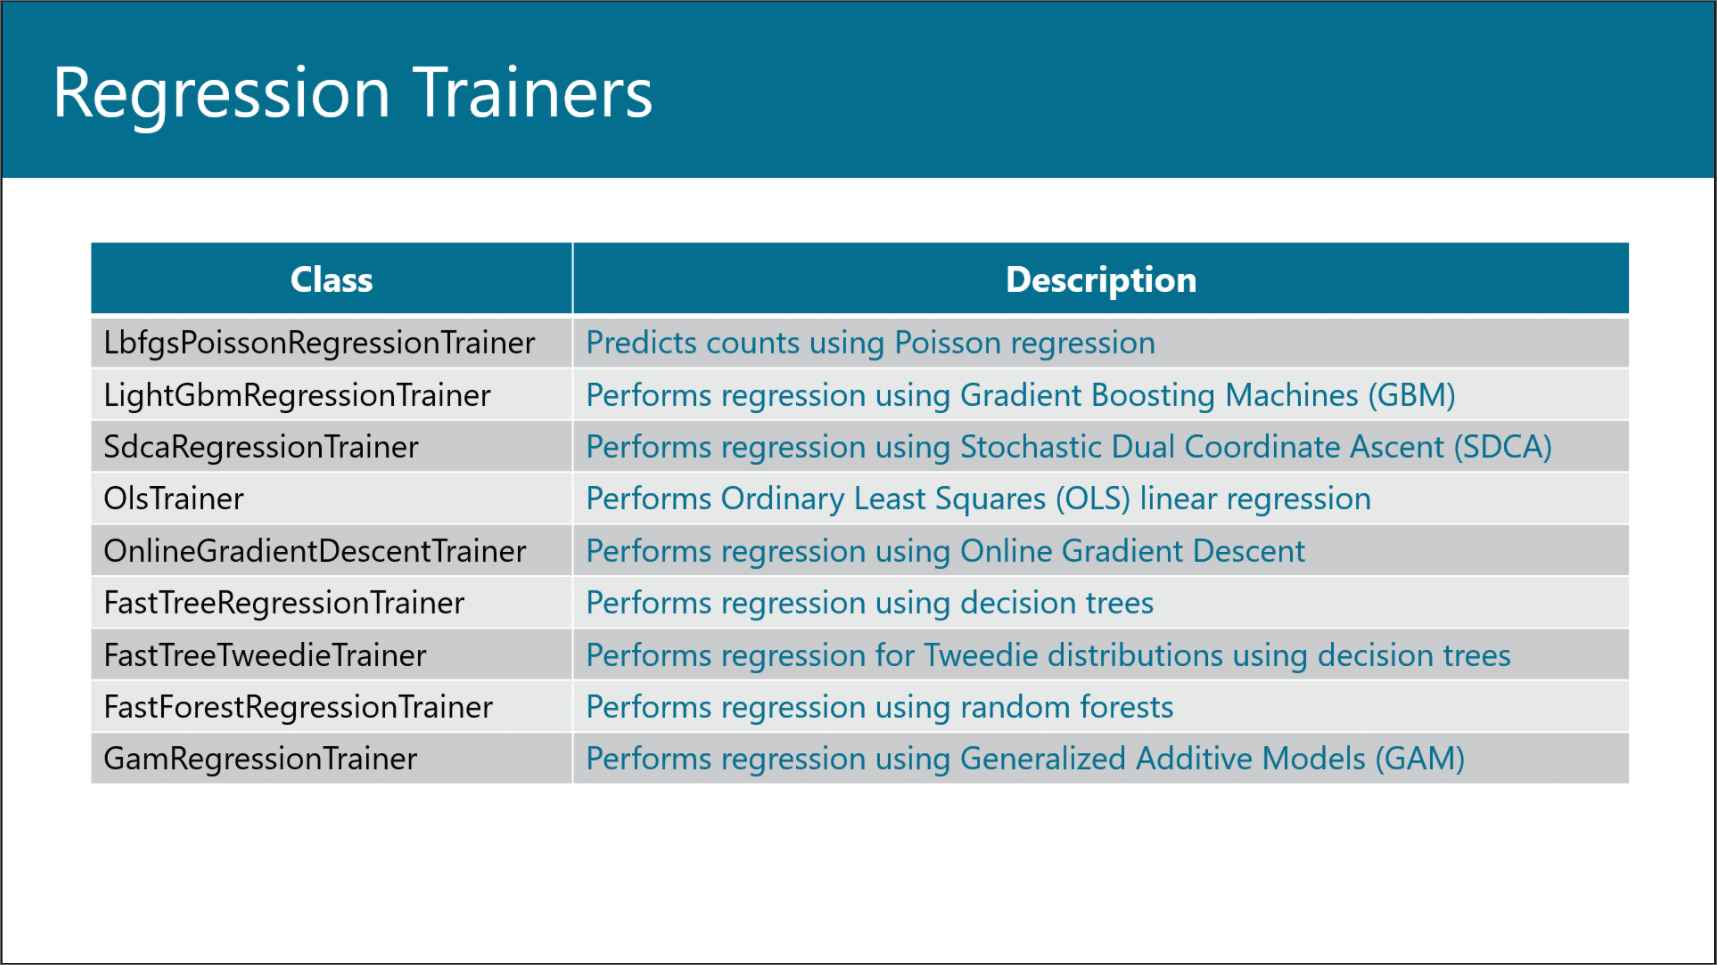 Regression Trainers
Class Description
LbfgsPoissonRegressionTrainer Predicts counts using Poisson regression
LightGbmRegressionTrainer Performs regression using Gradient Boosting Machines (GBM)
SdcaRegressionTrainer Performs regression using Stochastic Dual Coordinate Ascent (SDCA)
OlsTrainer Performs Ordinary Least Squares (OLS) linear regression
OnlineGradientDescentTrainer Performs regression using Online Gradient Descent
FastTreeRegressionTrainer Performs regression using decision trees
FastTreeTweedieTrainer Performs regression for Tweedie distributions using decision trees
FastForestRegressionTrainer Performs regression using random forests
GamRegressionTrainer Performs regression using Generalized Additive Models (GAM)